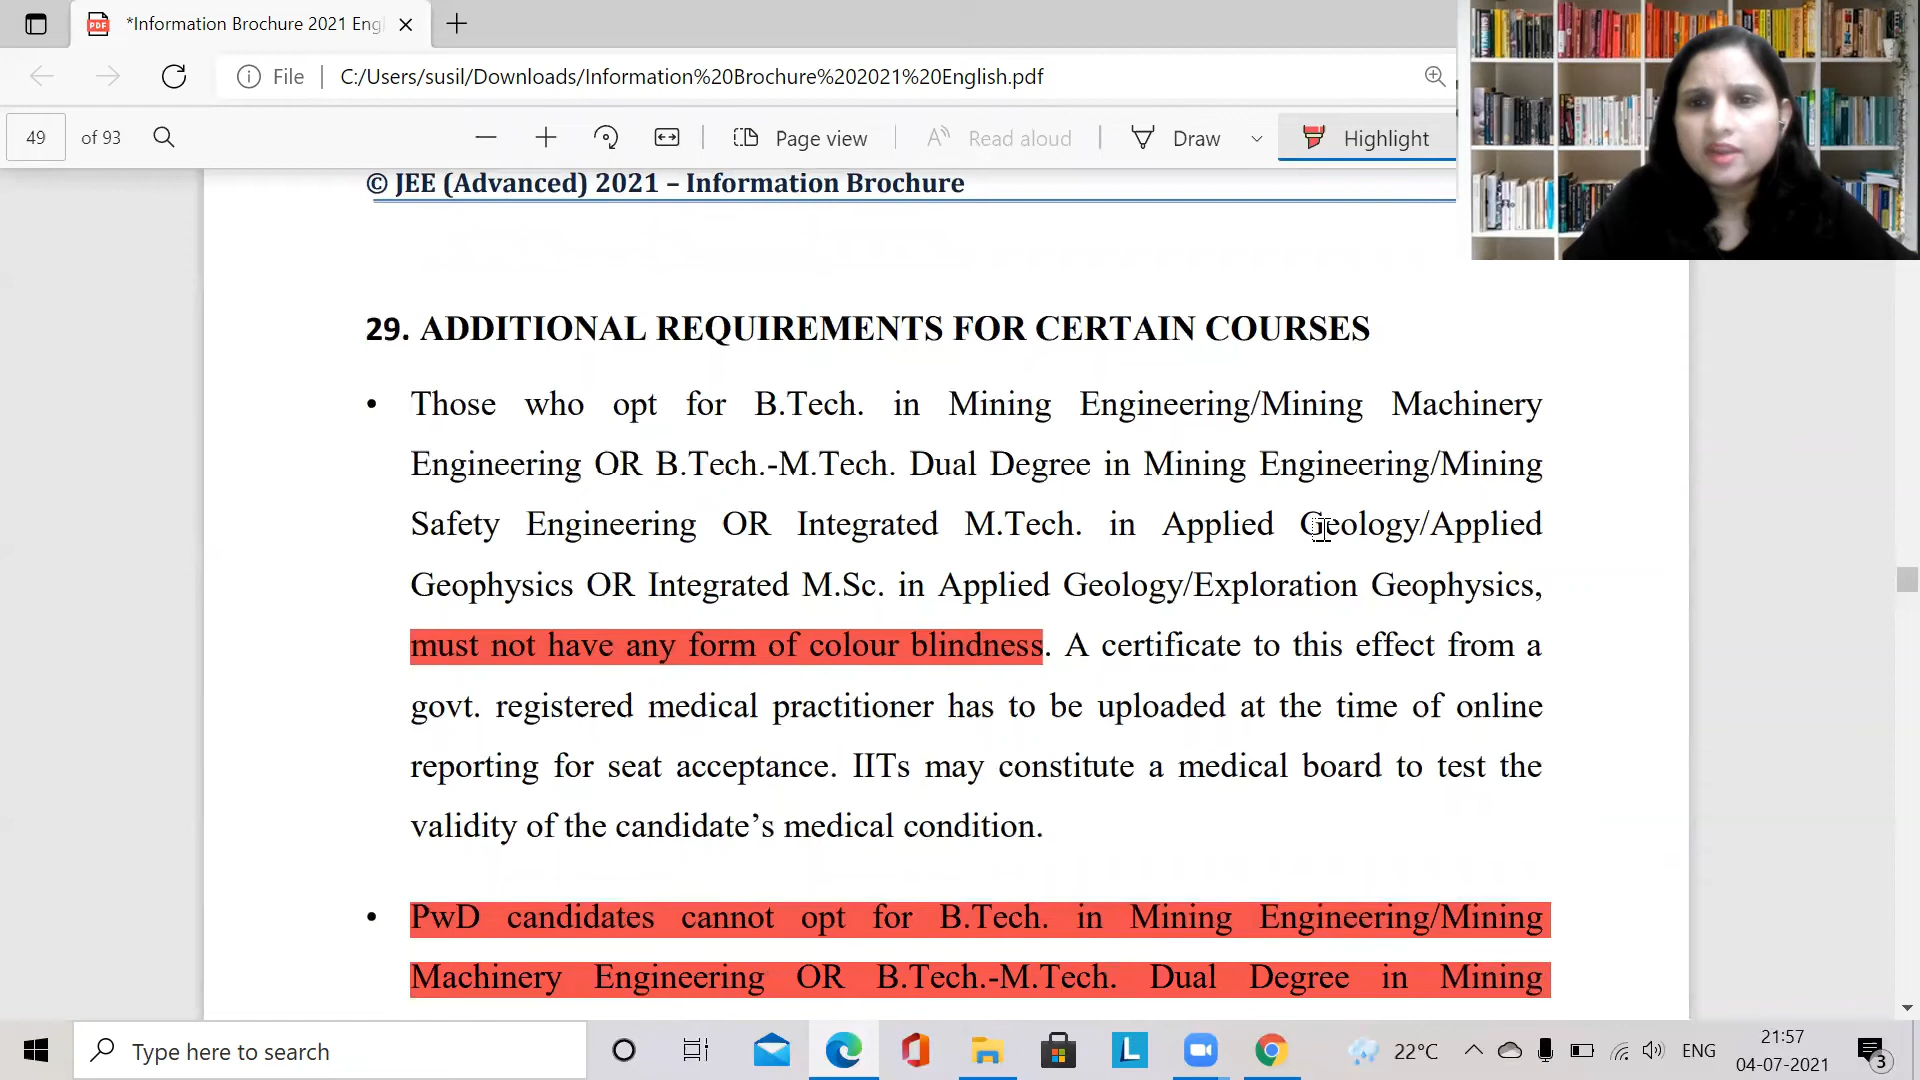 *Information Brochure 2021 Eng
File
C:/Users/susil/Downloads/Information%20Brochure%202021%20English.pdf
49 of 93
Page view
Read aloud
Draw
Highlight
© JEE (Advanced) 2021 – Information Brochure
29. ADDITIONAL REQUIREMENTS FOR CERTAIN COURSES
• Those who opt for B.Tech. in Mining Engineering/Mining Machinery
Engineering OR B.Tech.-M.Tech. Dual Degree in Mining Engineering/Mining
Safety Engineering OR Integrated M.Tech. in Applied Geology/Applied
Geophysics OR Integrated M.Sc. in Applied Geology/Exploration Geophysics,
must not have any form of colour blindness. A certificate to this effect from a
govt. registered medical practitioner has to be uploaded at the time of online
reporting for seat acceptance. IITs may constitute a medical board to test the
validity of the candidate’s medical condition.
• PwD candidates cannot opt for B.Tech. in Mining Engineering/Mining
Machinery Engineering OR B.Tech.-M.Tech. Dual Degree in Mining
Type here to search
22°C
ENG
21:57
04-07-2021
3